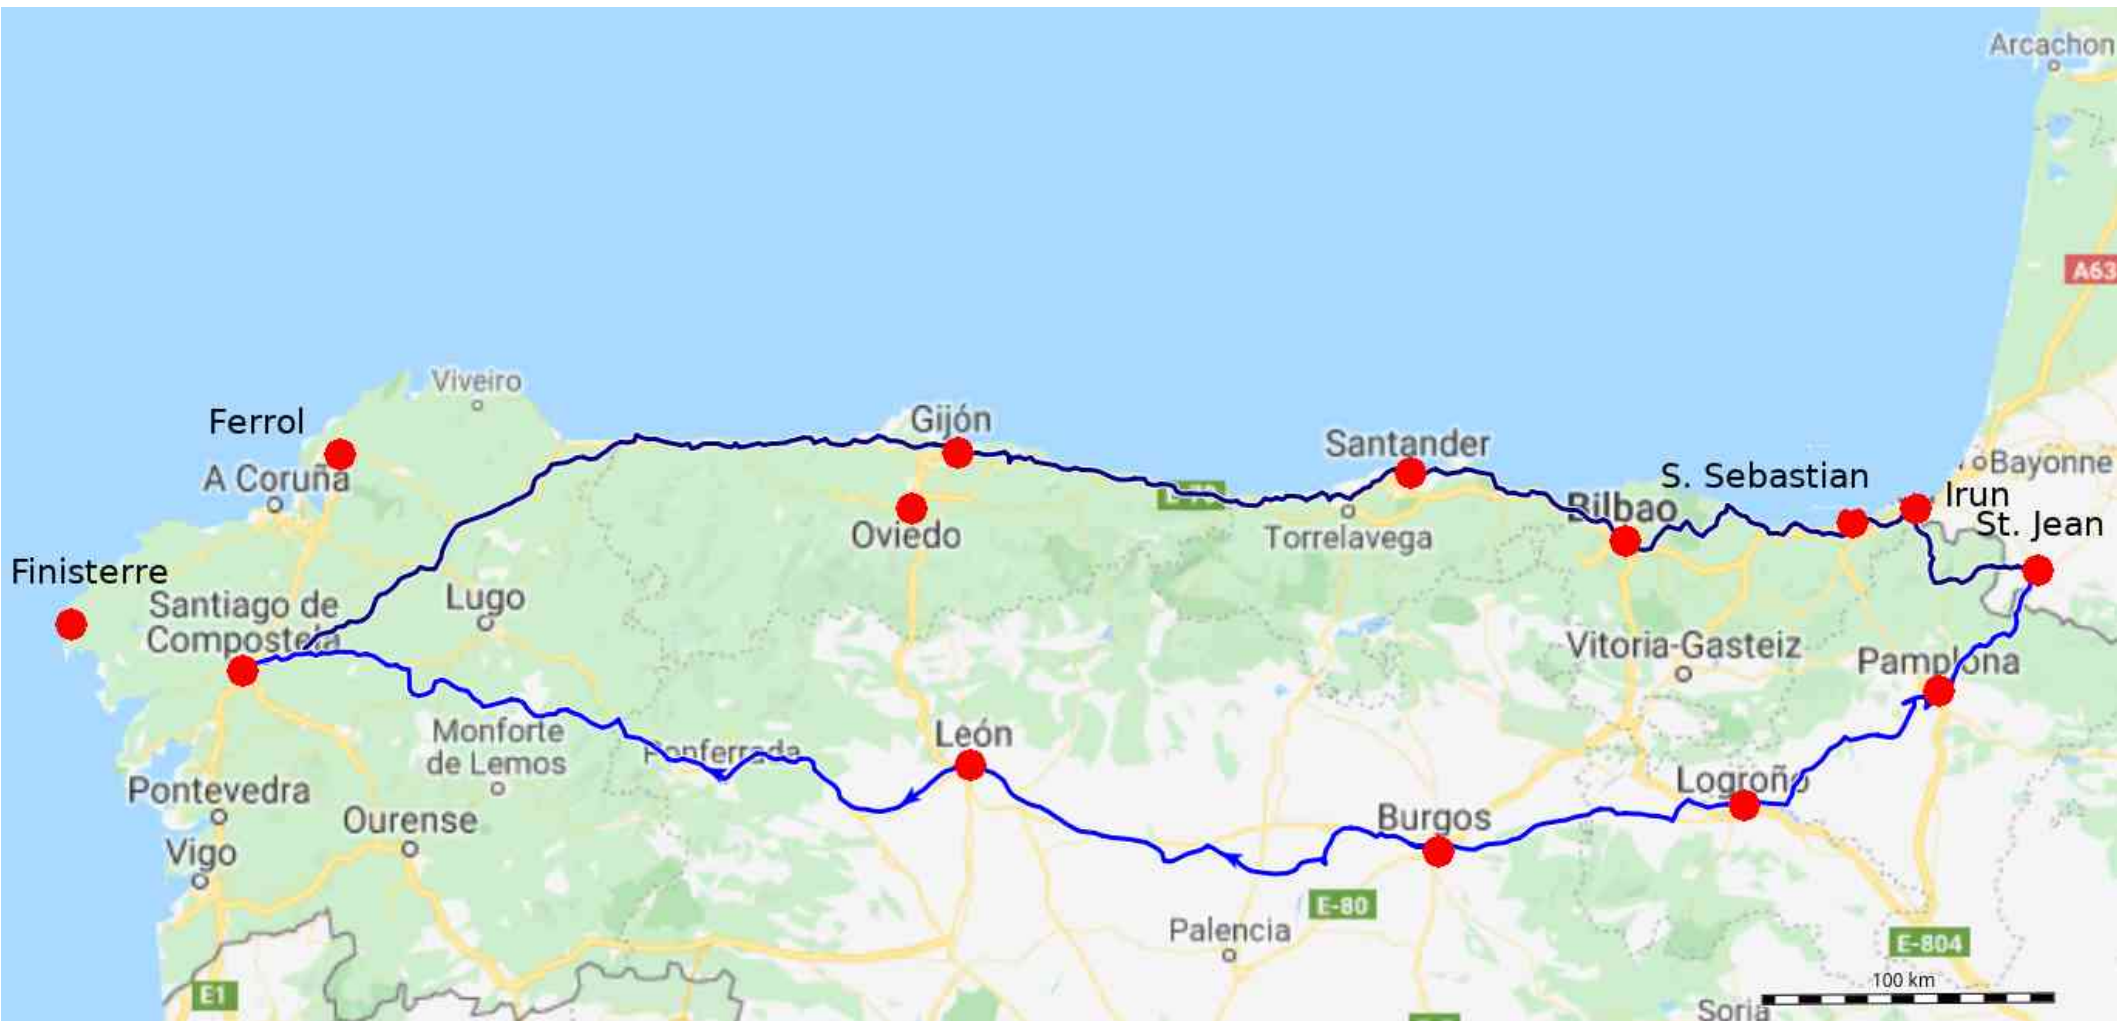 Arcachon
A63
Viveiro
Ferrol
Gijón
A Coruña
Santander
S. Sebastian
Bayonne
Irun
Bilbao
St. Jean
Oviedo
Torrelavega
Finisterre
Santiago de
Compostela
Lugo
Vitoria-Gasteiz
Pamplona
Monforte
de Lemos
Ponferrada
León
Logroño
Pontevedra
Ourense
Burgos
Vigo
E-80
Palencia
E-804
100 km
E1
Soria